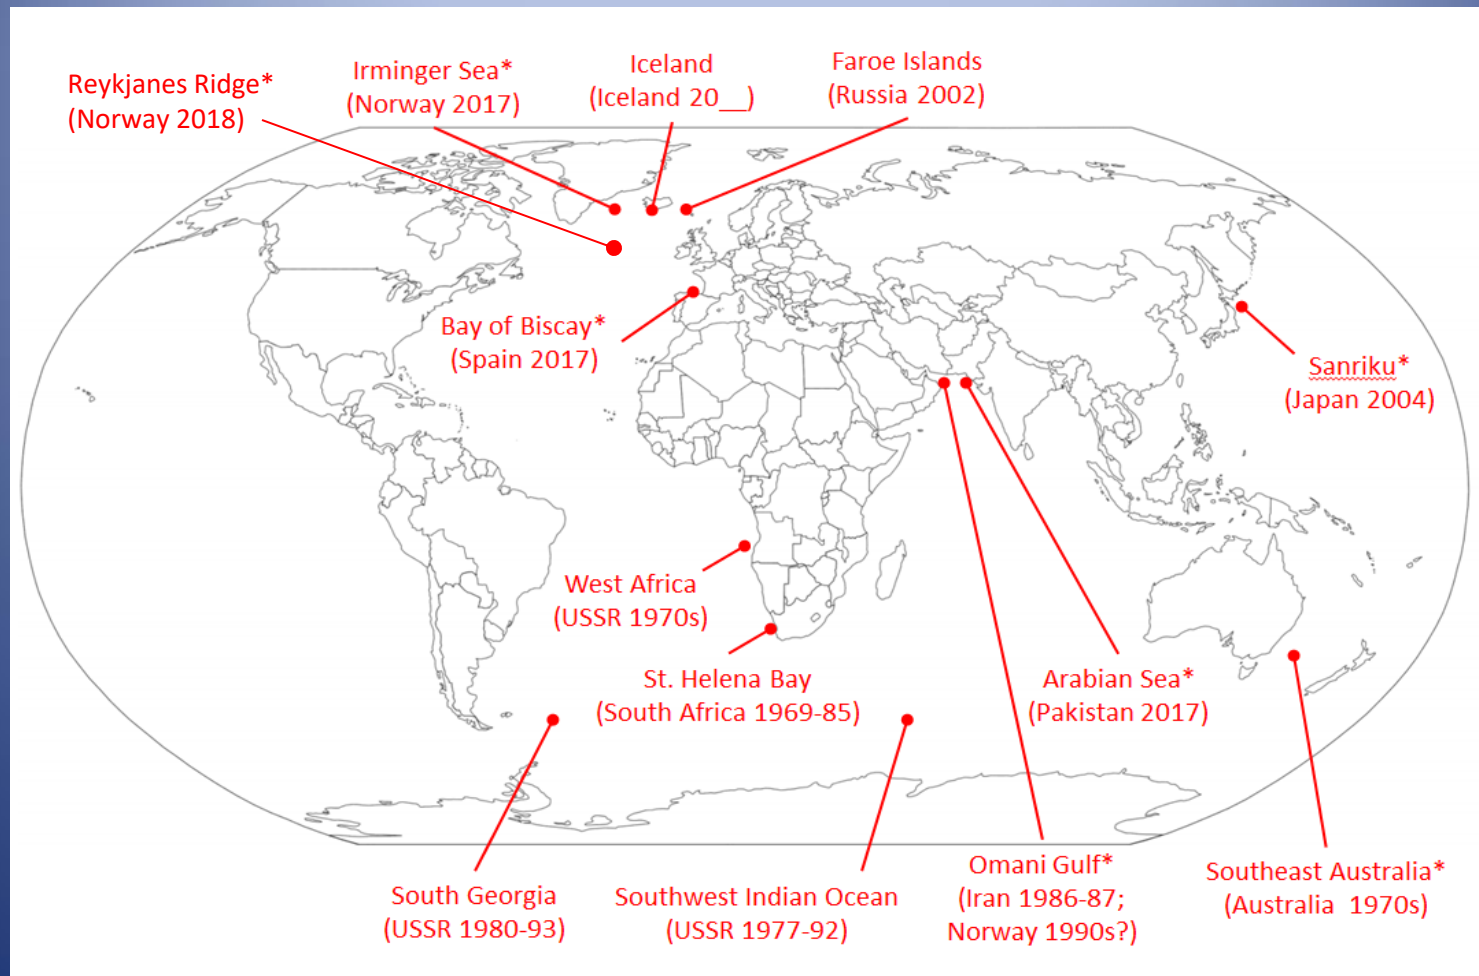 Reykjanes Ridge*
(Norway 2018)
Irminger Sea*
(Norway 2017)
Iceland
(Iceland 20__)
Faroe Islands
(Russia 2002)
Bay of Biscay*
(Spain 2017)
Sanriku*
(Japan 2004)
West Africa
(USSR 1970s)
St. Helena Bay
(South Africa 1969-85)
Arabian Sea*
(Pakistan 2017)
South Georgia
(USSR 1980-93)
Southwest Indian Ocean
(USSR 1977-92)
Omani Gulf*
(Iran 1986-87;
Norway 1990s?)
Southeast Australia*
(Australia  1970s)